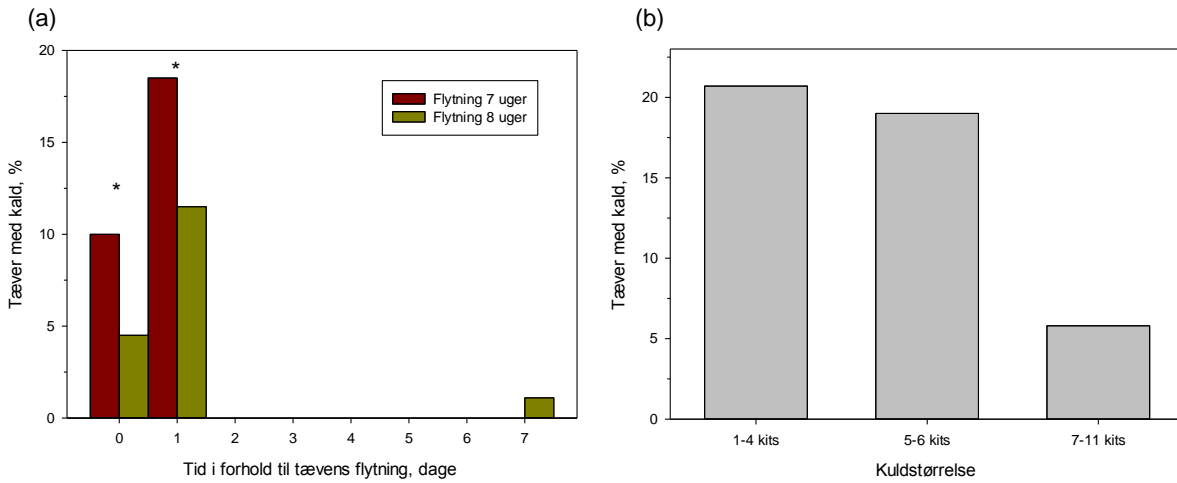 (a)
20
15
10
5
0
Tæver med kald, %
*
*
Flytning 7 uger
Flytning 8 uger
0 1 2 3 4 5 6 7
Tid i forhold til tævens flytning, dage
(b)
20
15
10
5
0
Tæver med kald, %
1-4 kits 5-6 kits 7-11 kits
Kuldstørrelse